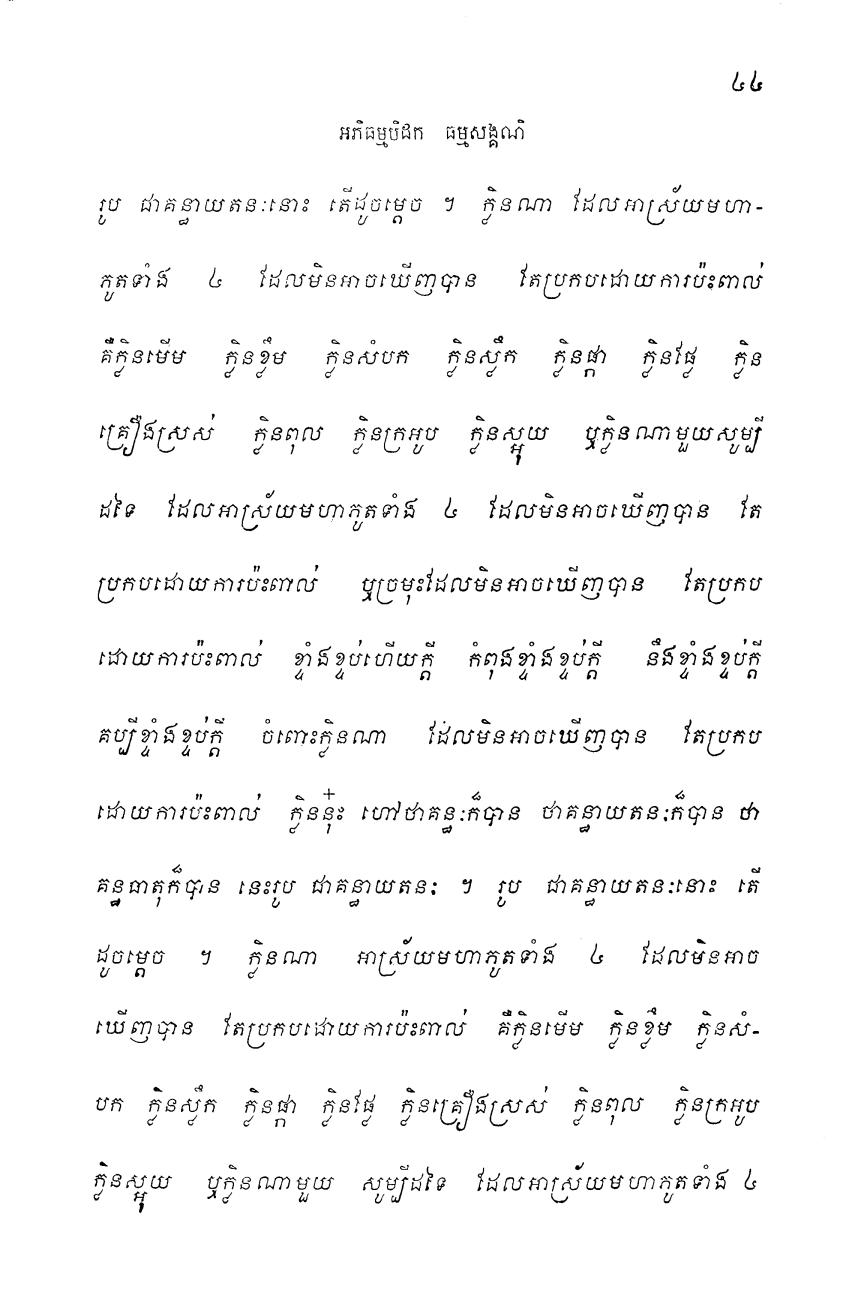 ៤៤
អភិធម្មបិដក ធម្មសង្គណិ
រូប ជាគន្ធាយតនៈនោះ តើដូចម្តេច ។ ក្លិនណា ដែលអាស្រ័យមហា-
ភូតទាំង ៤ ដែលមិនអាចឃើញបាន តែប្រកបដោយការប៉ះពាល់
គឺក្លិនមើម ក្លិនខ្លឹម ក្លិនសំបក ក្លិនស្លឹក ក្លិនផ្កា ក្លិនផ្លែ ក្លិន
គ្រឿងស្រស់ ក្លិនពុល ក្លិនក្រអូប ក្លិនស្អុយ ឬក្លិនណាមួយសូម្បី
ដទៃ ដែលអាស្រ័យមហាភូតទាំង ៤ ដែលមិនអាចឃើញបាន តែ
ប្រកបដោយការប៉ះពាល់ ឬច្រមុះដែលមិនអាចឃើញបាន តែប្រកប
ដោយការប៉ះពាល់ ខ្ទាំងខ្ទប់ហើយក្តី កំពុងខ្ទាំងខ្ទប់ក្តី នឹងខ្ទាំងខ្ទប់ក្តី
គប្បីខ្ទាំងខ្ទប់ក្តី ចំពោះក្លិនណា ដែលមិនអាចឃើញបាន តែប្រកប
ដោយការប៉ះពាល់ ក្លិននុ៎ះ ហៅថាគន្ធៈក៏បាន ថាគន្ធាយតនៈក៏បាន ថា
គន្ធធាតុក៏បាន នេះរូប ជាគន្ធាយតនៈ ។ រូប ជាគន្ធាយតនៈនោះ តើ
ដូចម្តេច ។ ក្លិនណា អាស្រ័យមហាភូតទាំង ៤ ដែលមិនអាច
ឃើញបាន តែប្រកបដោយការប៉ះពាល់ គឺក្លិនមើម ក្លិនខ្លឹម ក្លិនសំ-
បក ក្លិនស្លឹក ក្លិនផ្កា ក្លិនផ្លែ ក្លិនគ្រឿងស្រស់ ក្លិនពុល ក្លិនក្រអូប
ក្លិនស្អុយ ឬក្លិនណាមួយ សូម្បីដទៃ ដែលអាស្រ័យមហាភូតទាំង ៤